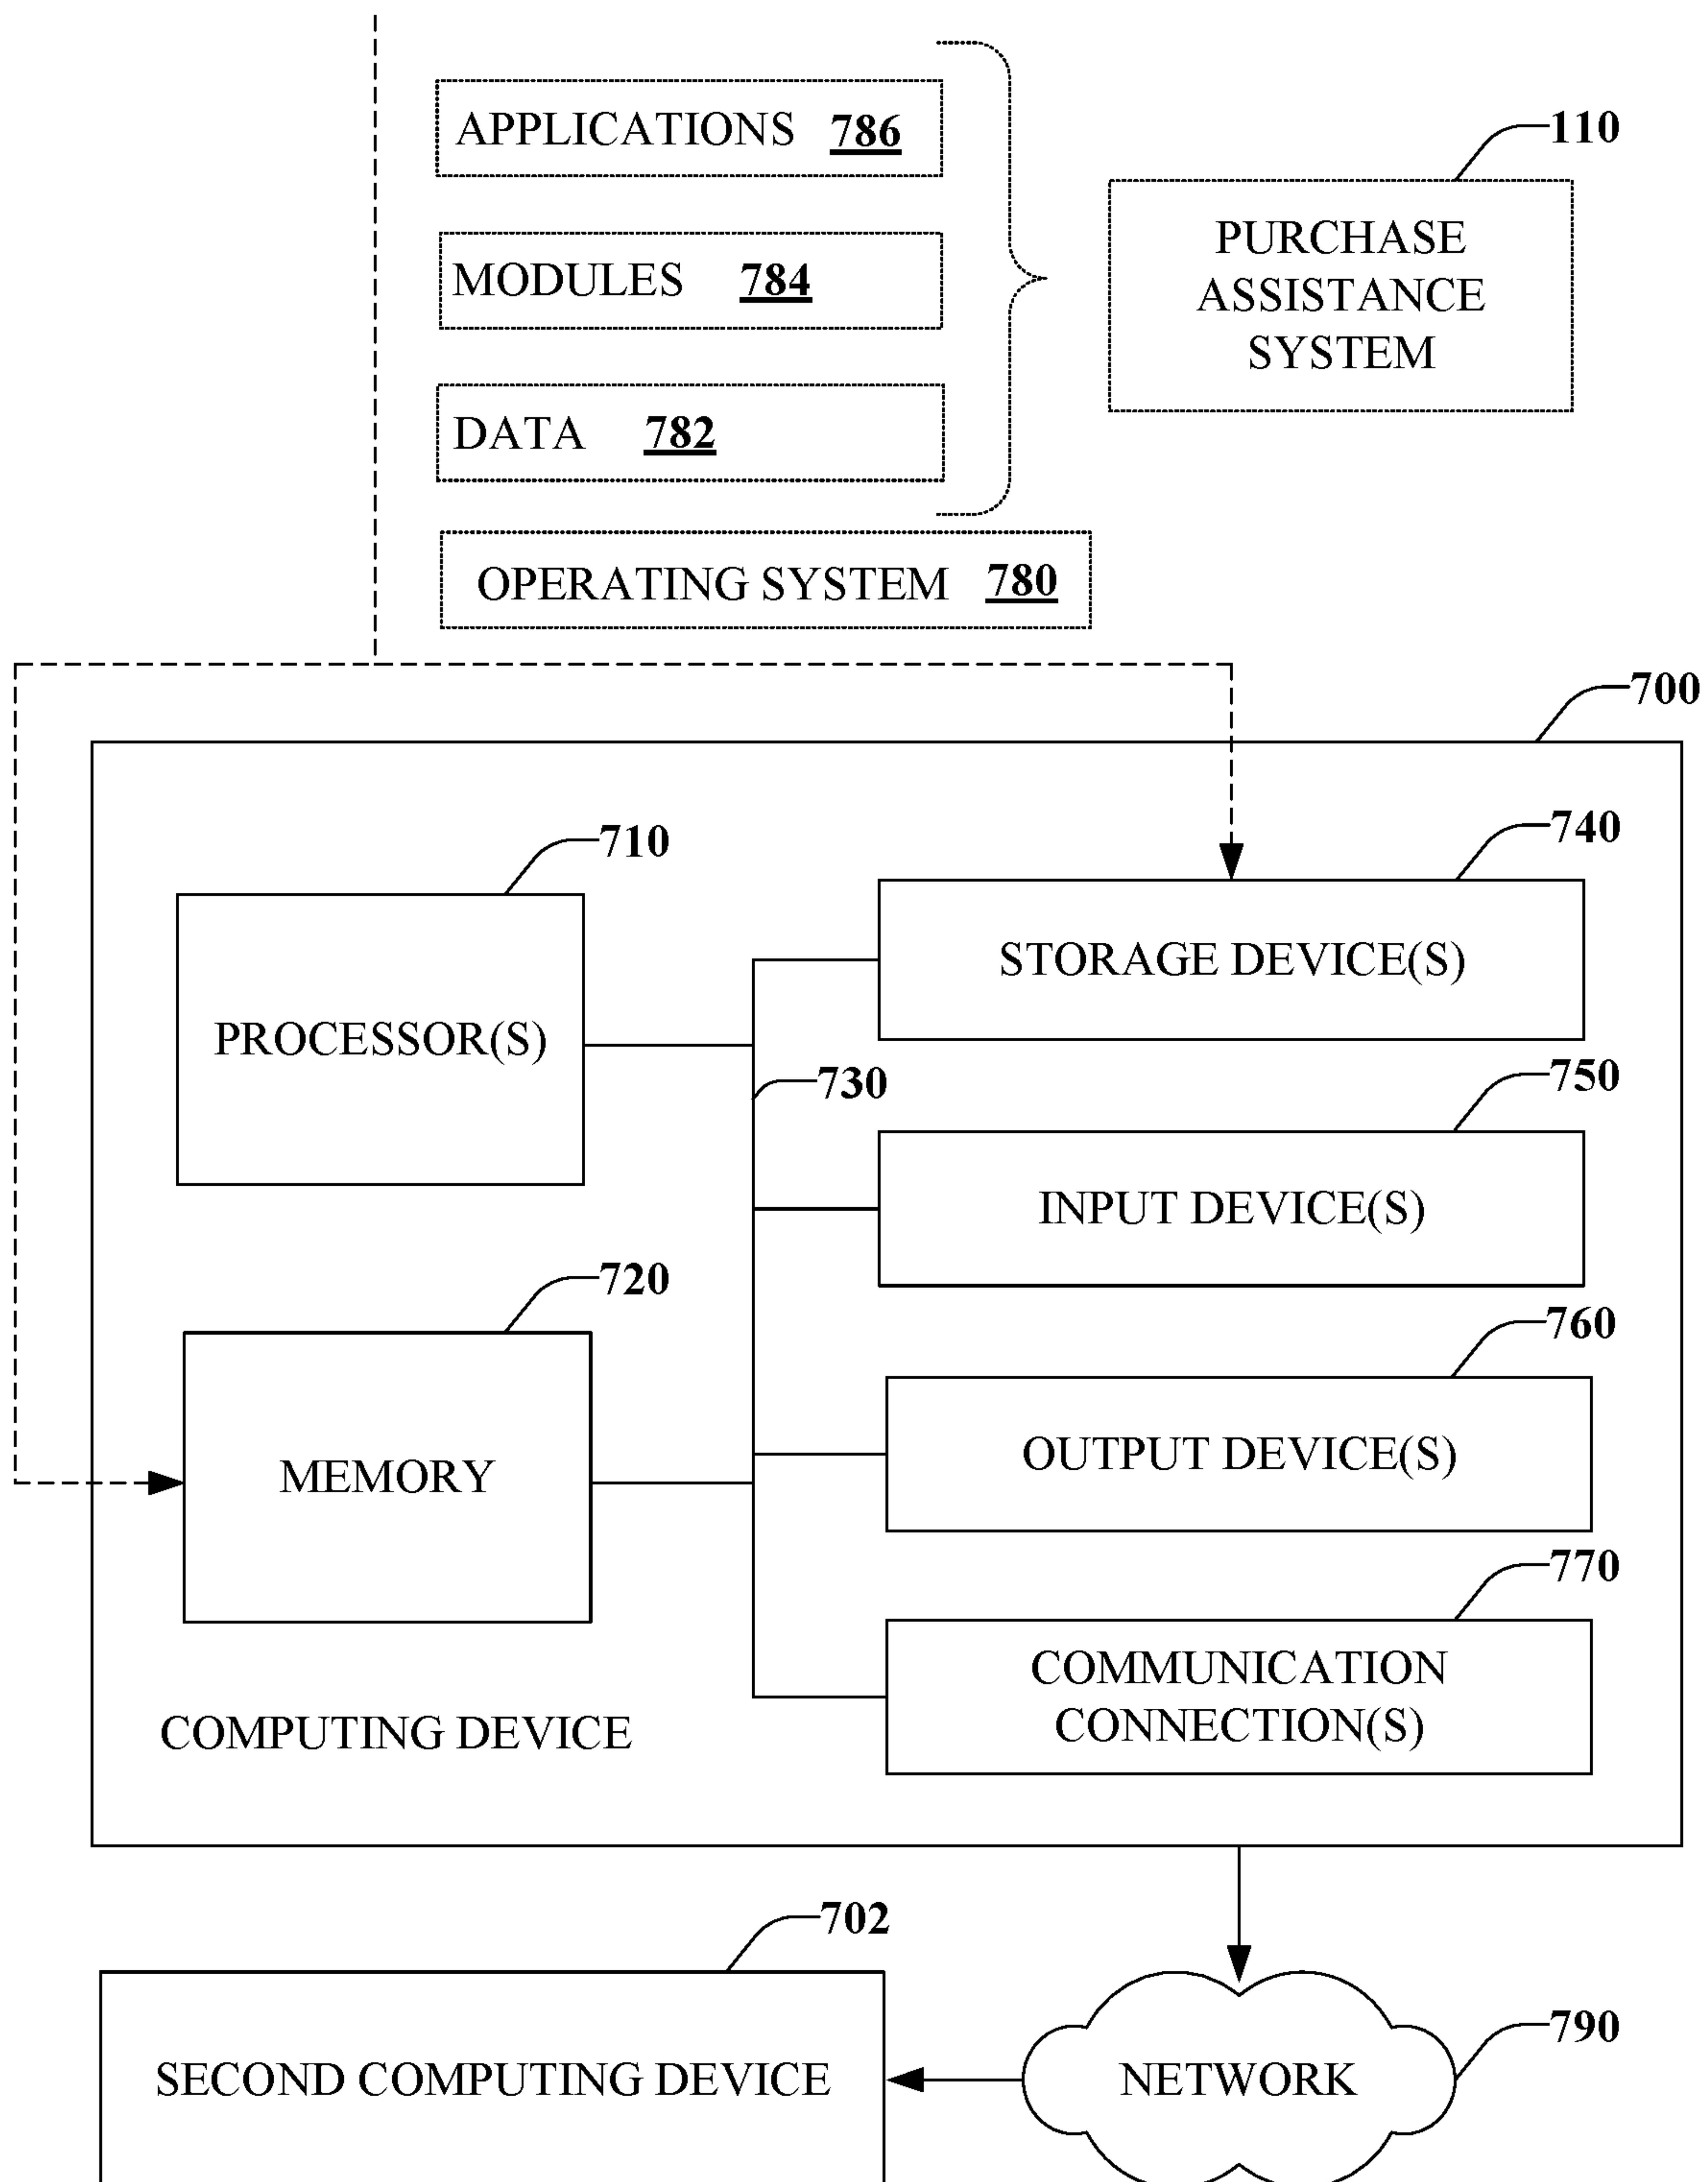 APPLICATIONS 786
110
PURCHASE
ASSISTANCE
SYSTEM
MODULES 784
DATA 782
OPERATING SYSTEM 780
700
710
PROCESSOR(S)
740
STORAGE DEVICE(S)
730
750
INPUT DEVICE(S)
720
MEMORY
760
OUTPUT DEVICE(S)
770
COMMUNICATION
CONNECTION(S)
COMPUTING DEVICE
702
SECOND COMPUTING DEVICE
NETWORK
790